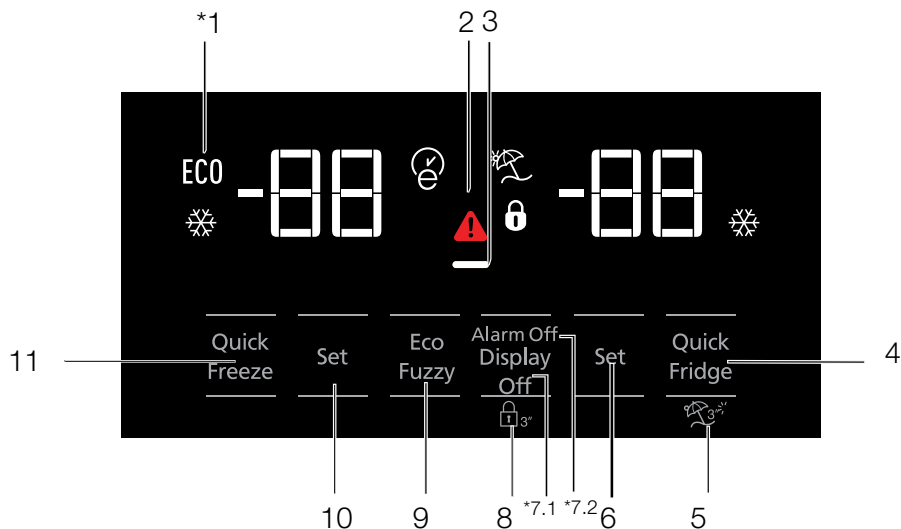 *1
2
3
ECO
-88
e
-88
Quick
Freeze
Set
Eco
Fuzzy
Alarm Off
Display
Off
Set
Quick
Fridge
3"
3"
11
4
10
9
8
*7.1
*7.2
6
5